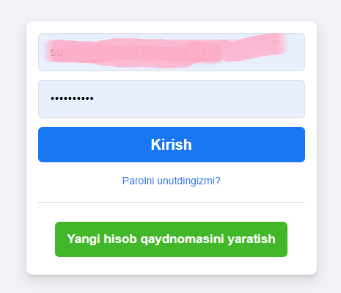 ••••••••••
Kirish
Parolni unutdingizmi?
Yangi hisob qaydnomasini yaratish